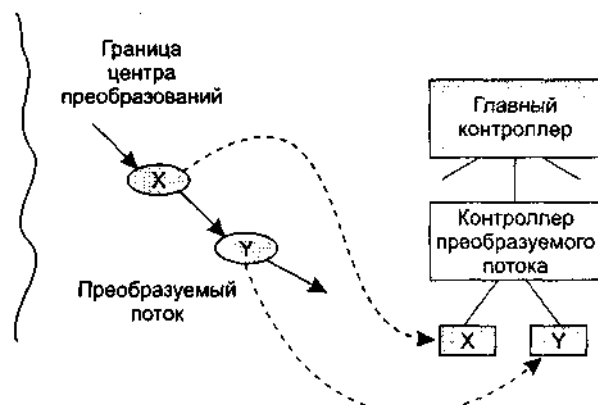 Граница
центра
преобразований
X
Y
Преобразуемый
поток
Главный
контроллер
Контроллер
преобразуемого
потока
X
Y